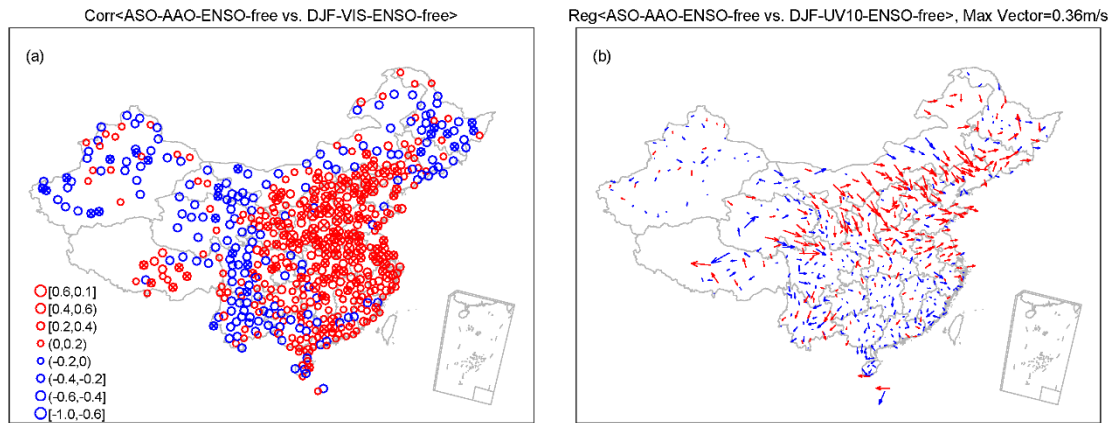 Corr<ASO-AAO-ENSO-free vs. DJF-VIS-ENSO-free>
(a)
[0.6,0.1]
[0.4,0.6)
[0.2,0.4)
(0,0.2)
(-0.2,0)
(-0.4,-0.2]
(-0.6,-0.4]
[-1.0,-0.6]
Reg<ASO-AAO-ENSO-free vs. DJF-UV10-ENSO-free>, Max Vector=0.36m/s
(b)